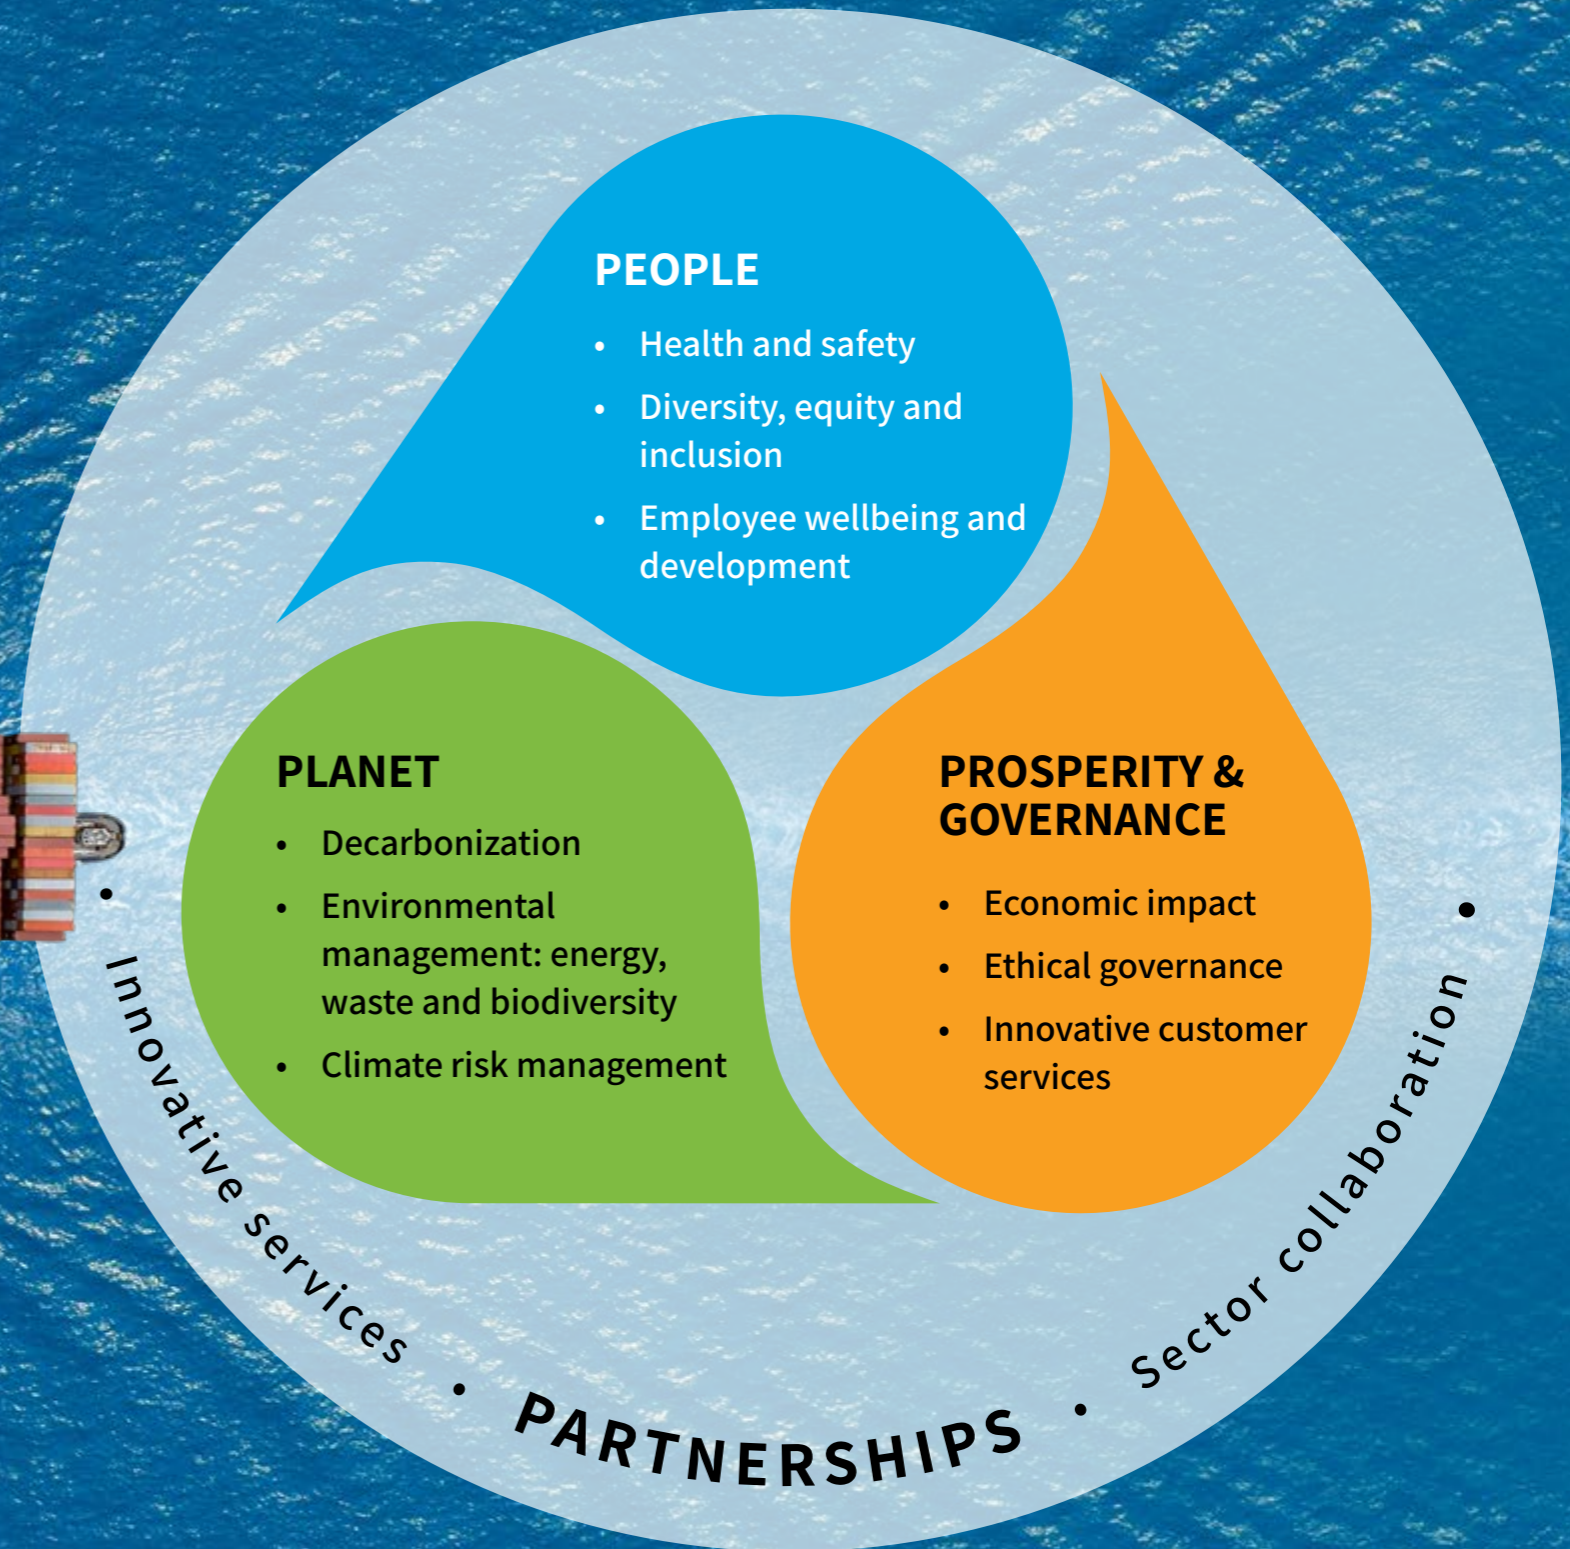 PEOPLE
• Health and safety
• Diversity, equity and
inclusion
• Employee wellbeing and
development
PLANET
• Decarbonization
• Environmental
management: energy,
waste and biodiversity
• Climate risk management
PROSPERITY &
GOVERNANCE
• Economic impact
• Ethical governance
• Innovative customer
services
• Innovative services • PARTNERSHIPS • Sector collaboration •